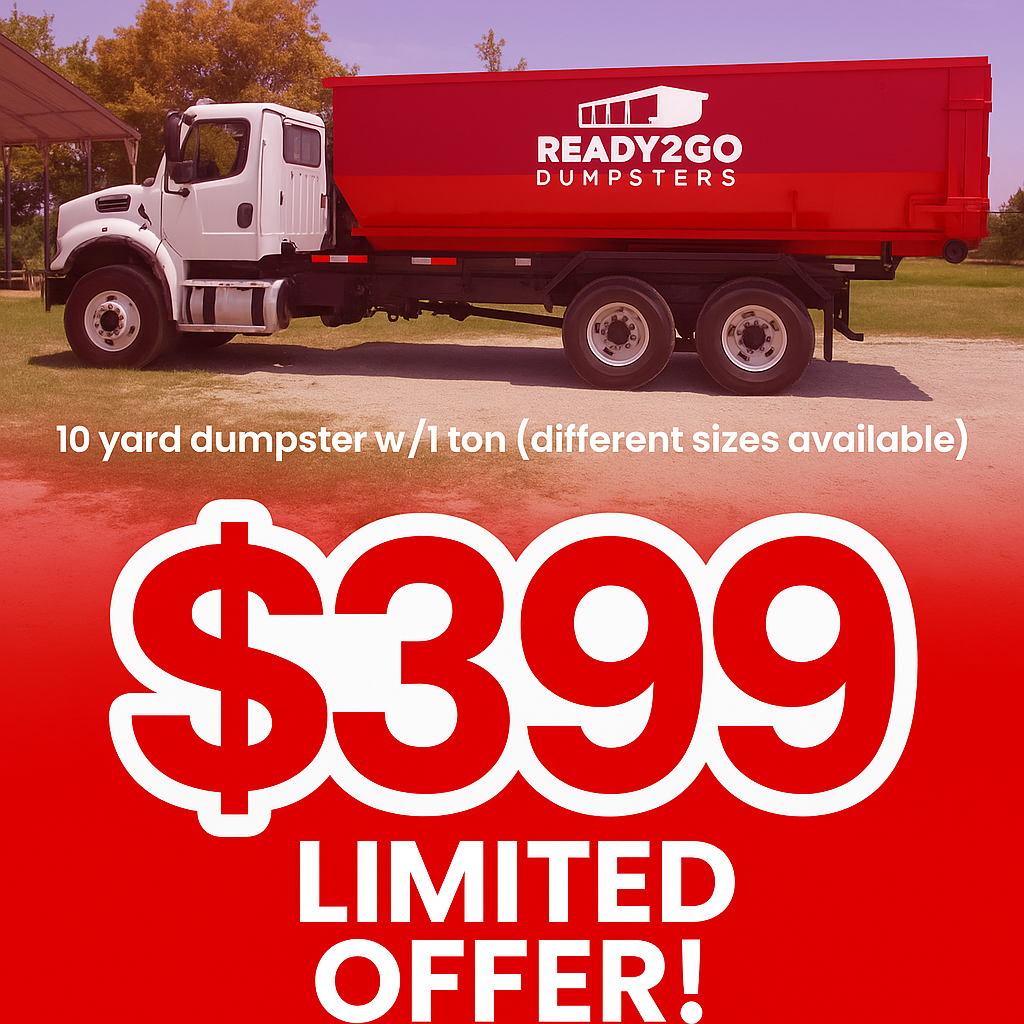 READY2GO
DUMPSTERS
10 yard dumpster w/1 ton (different sizes available)
$399
LIMITED
OFFER!